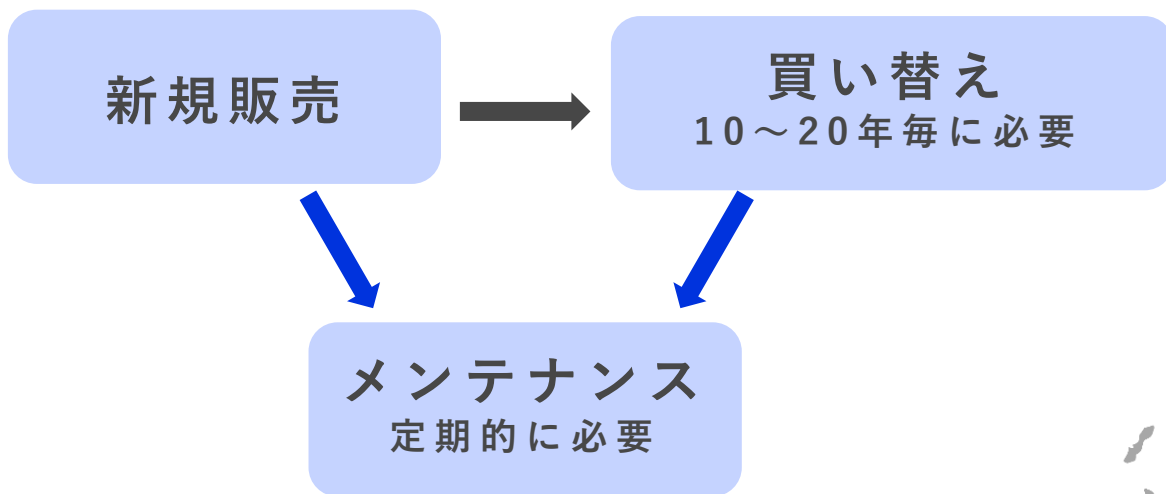 新規販売
買い替え
10～20年毎に必要
メンテナンス
定期的に必要